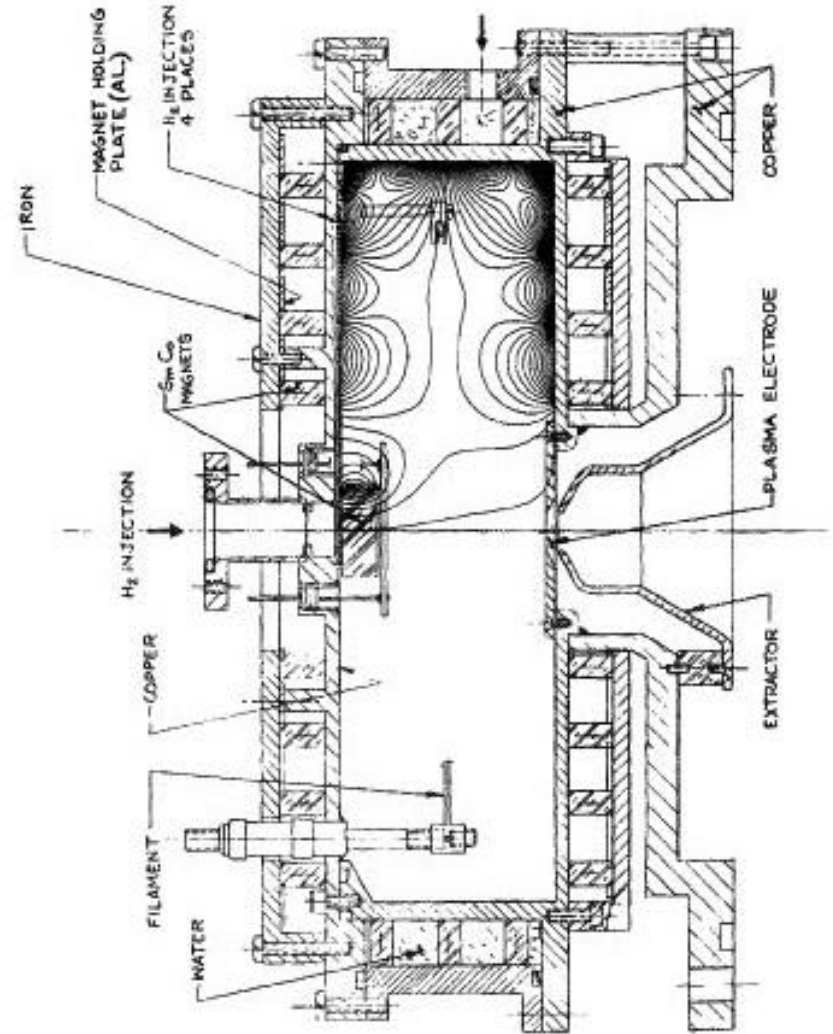 IRON
MAGNET HOLDING
PLATE (AL.)
H₂ INJECTION
4 PLACES
SmCo
MAGNETS
H₂ INJECTION
COPPER
FILAMENT
WATER
COPPER
PLASMA ELECTRODE
EXTRACTOR